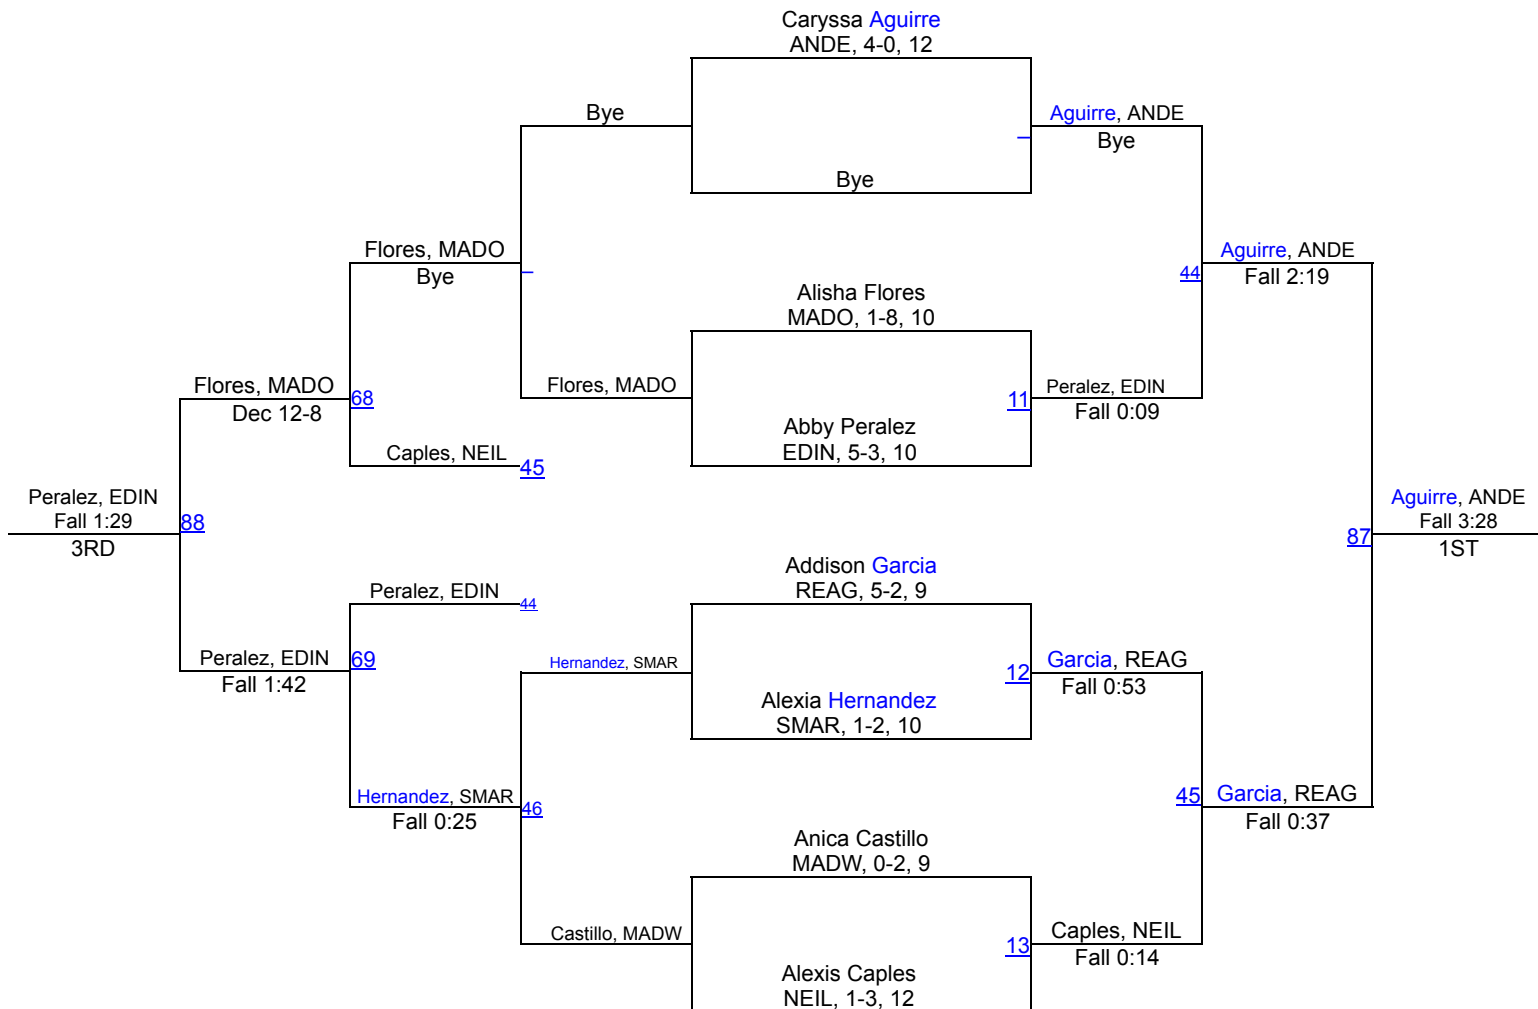 Caryssa Aguirre
ANDE, 4-0, 12
Bye
Aguirre, ANDE
–
Bye
Bye
Flores, MADO
–
Bye
Aguirre, ANDE
44
Fall 2:19
Alisha Flores
MADO, 1-8, 10
Flores, MADO
68
Dec 12-8
Flores, MADO
11
Peralez, EDIN
Fall 0:09
Abby Peralez
EDIN, 5-3, 10
Caples, NEIL
45
Peralez, EDIN
Fall 1:29
88
3RD
Aguirre, ANDE
Fall 3:28
87
1ST
Addison Garcia
REAG, 5-2, 9
Peralez, EDIN
44
Peralez, EDIN
69
Fall 1:42
Hernandez, SMAR
12
Garcia, REAG
Fall 0:53
Alexia Hernandez
SMAR, 1-2, 10
Hernandez, SMAR
46
Fall 0:25
45
Garcia, REAG
Fall 0:37
Anica Castillo
MADW, 0-2, 9
Castillo, MADW
13
Caples, NEIL
Fall 0:14
Alexis Caples
NEIL, 1-3, 12